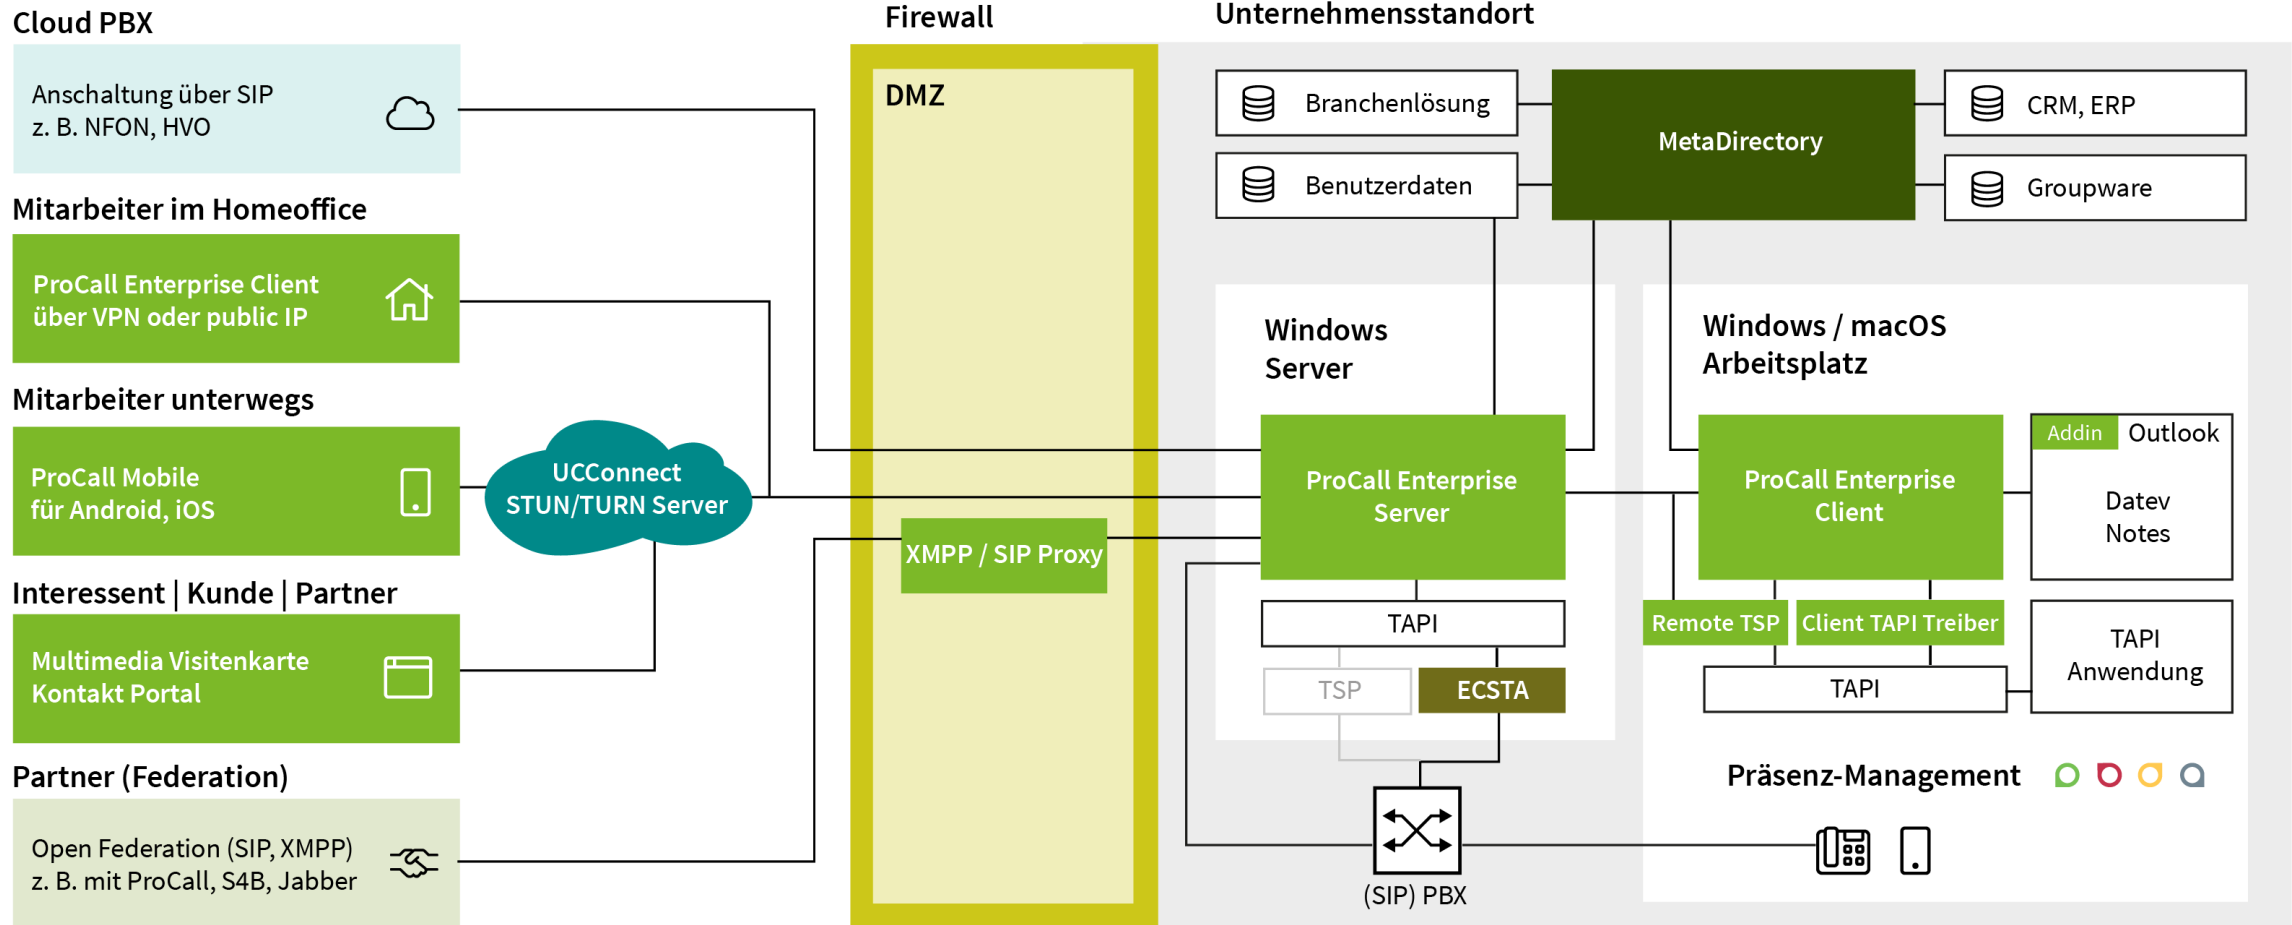 Cloud PBX
Anschaltung über SIP
z. B. NFON, HVO
Mitarbeiter im Homeoffice
ProCall Enterprise Client
über VPN oder public IP
Mitarbeiter unterwegs
ProCall Mobile
für Android, iOS
UCConnect
STUN/TURN Server
Interessent | Kunde | Partner
Multimedia Visitenkarte
Kontakt Portal
Partner (Federation)
Open Federation (SIP, XMPP)
z. B. mit ProCall, S4B, Jabber
Firewall
DMZ
XMPP / SIP Proxy
Unternehmensstandort
Branchenlösung
Benutzerdaten
MetaDirectory
CRM, ERP
Groupware
Windows
Server
ProCall Enterprise
Server
TAPI
TSP
ECSTA
(SIP) PBX
Windows / macOS
Arbeitsplatz
ProCall Enterprise
Client
Addin
Outlook
Datev
Notes
Remote TSP
Client TAPI Treiber
TAPI
TAPI
Anwendung
Präsenz-Management